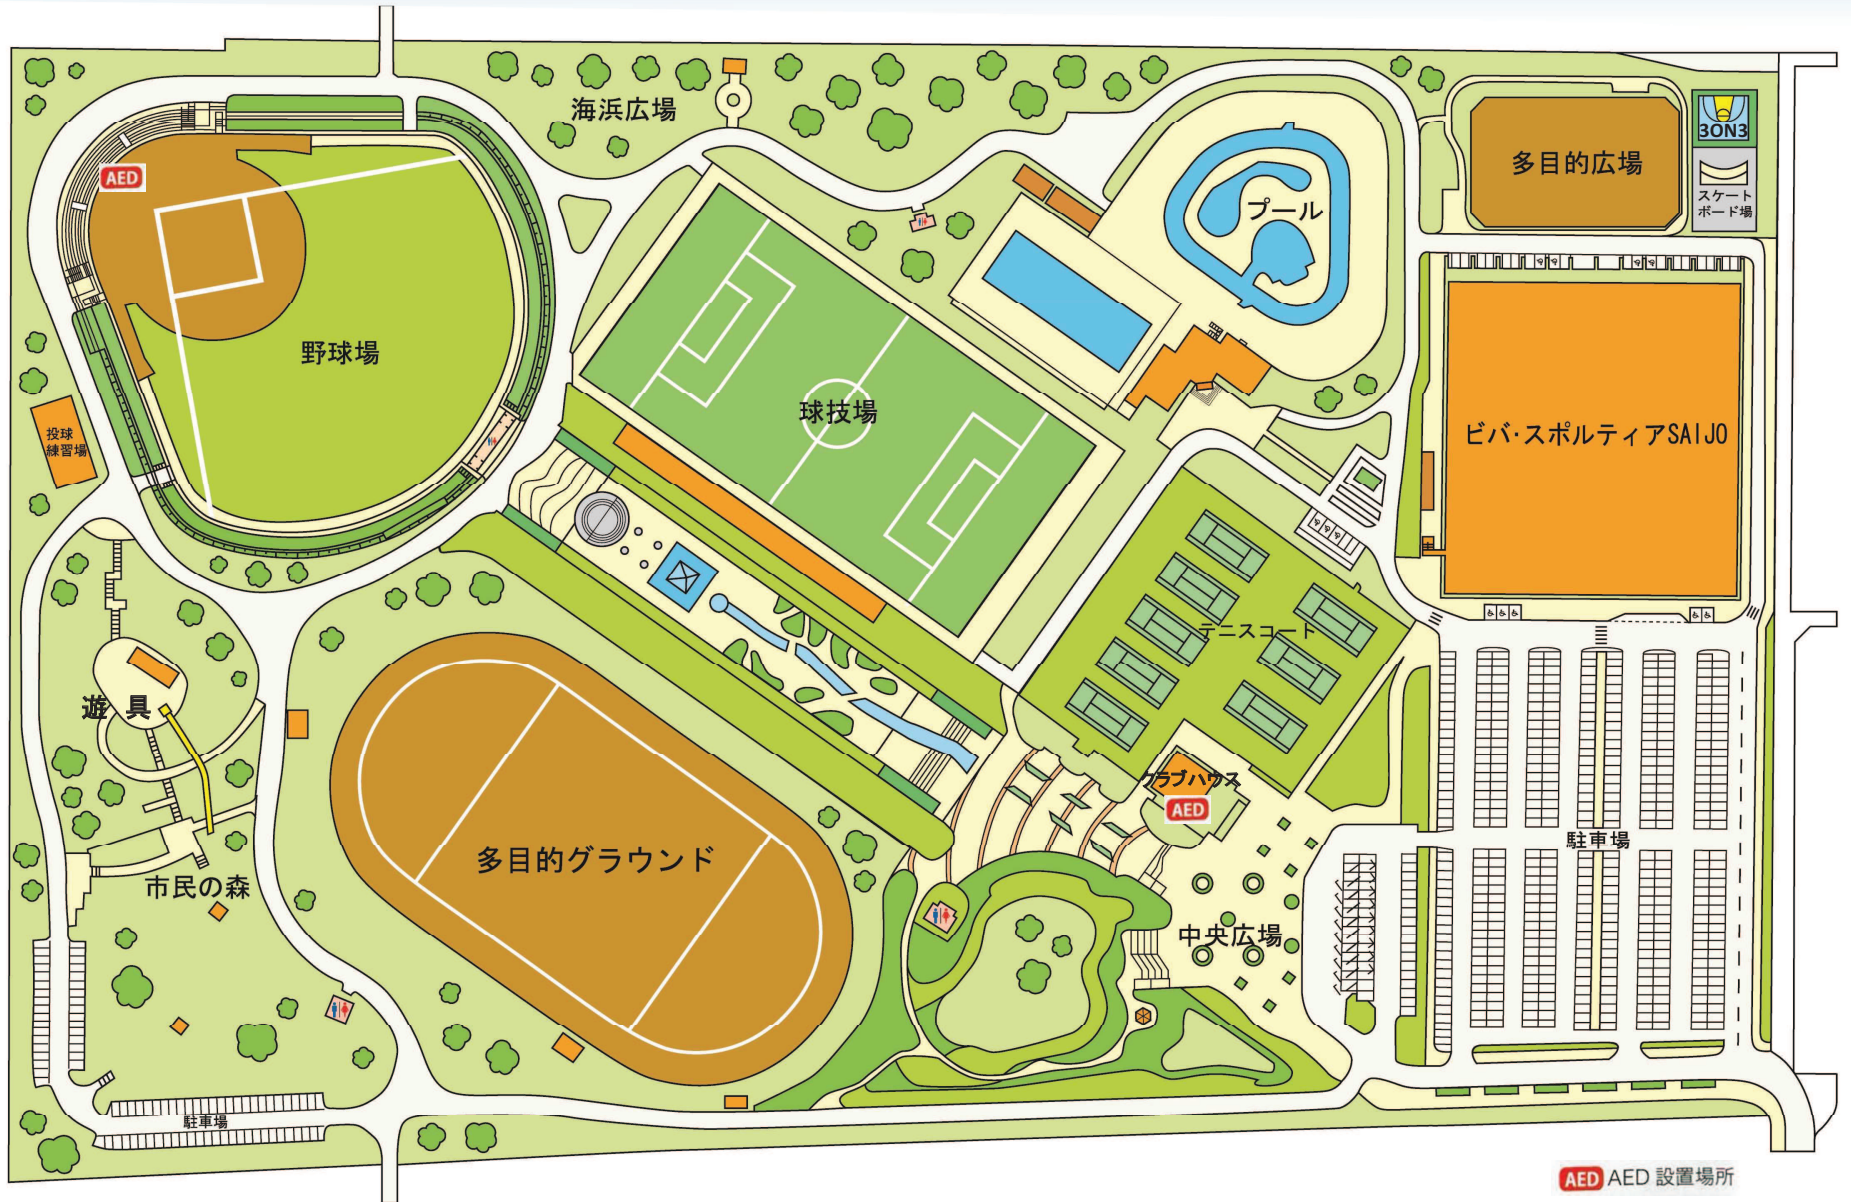 海浜広場
3ON3
多目的広場
AED
スケート
ボード場
プール
野球場
球技場
投球
練習場
ビバ・スポルティアSAIJO
テニスコート
遊 具
クラブハウス
AED
駐車場
多目的グラウンド
市民の森
中央広場
駐車場
AED AED 設置場所